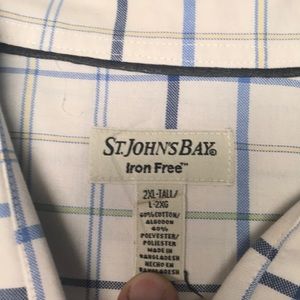 ST. JOHN'S BAY®
Iron Free™
2XL-TALL/
L-2XG
60% COTTON/
ALGODON
40%
POLYESTER/
POLIESTER
MADE IN
BANGLADESH
HECHO EN
BANGLADESH